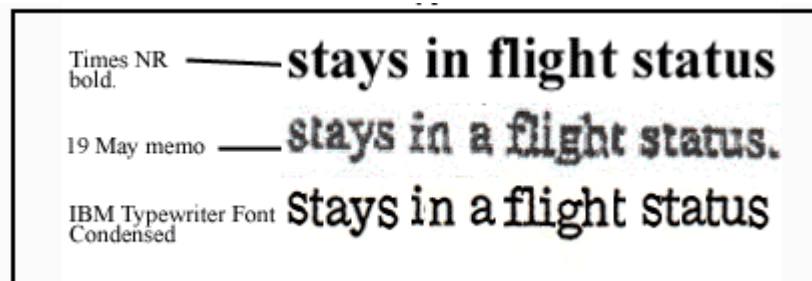 Times NR
bold.
stays in flight status
19 May memo
stays in a flight status.
IBM Typewriter Font
Condensed
Stays in a flight status